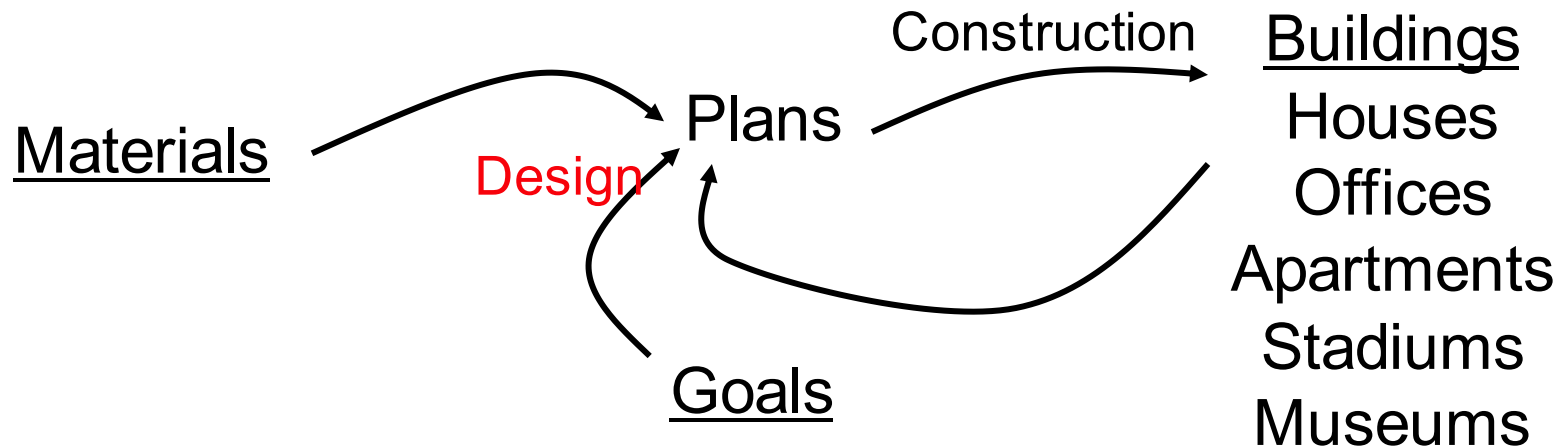 Materials
Design
Plans
Goals
Construction
Buildings
Houses
Offices
Apartments
Stadiums
Museums